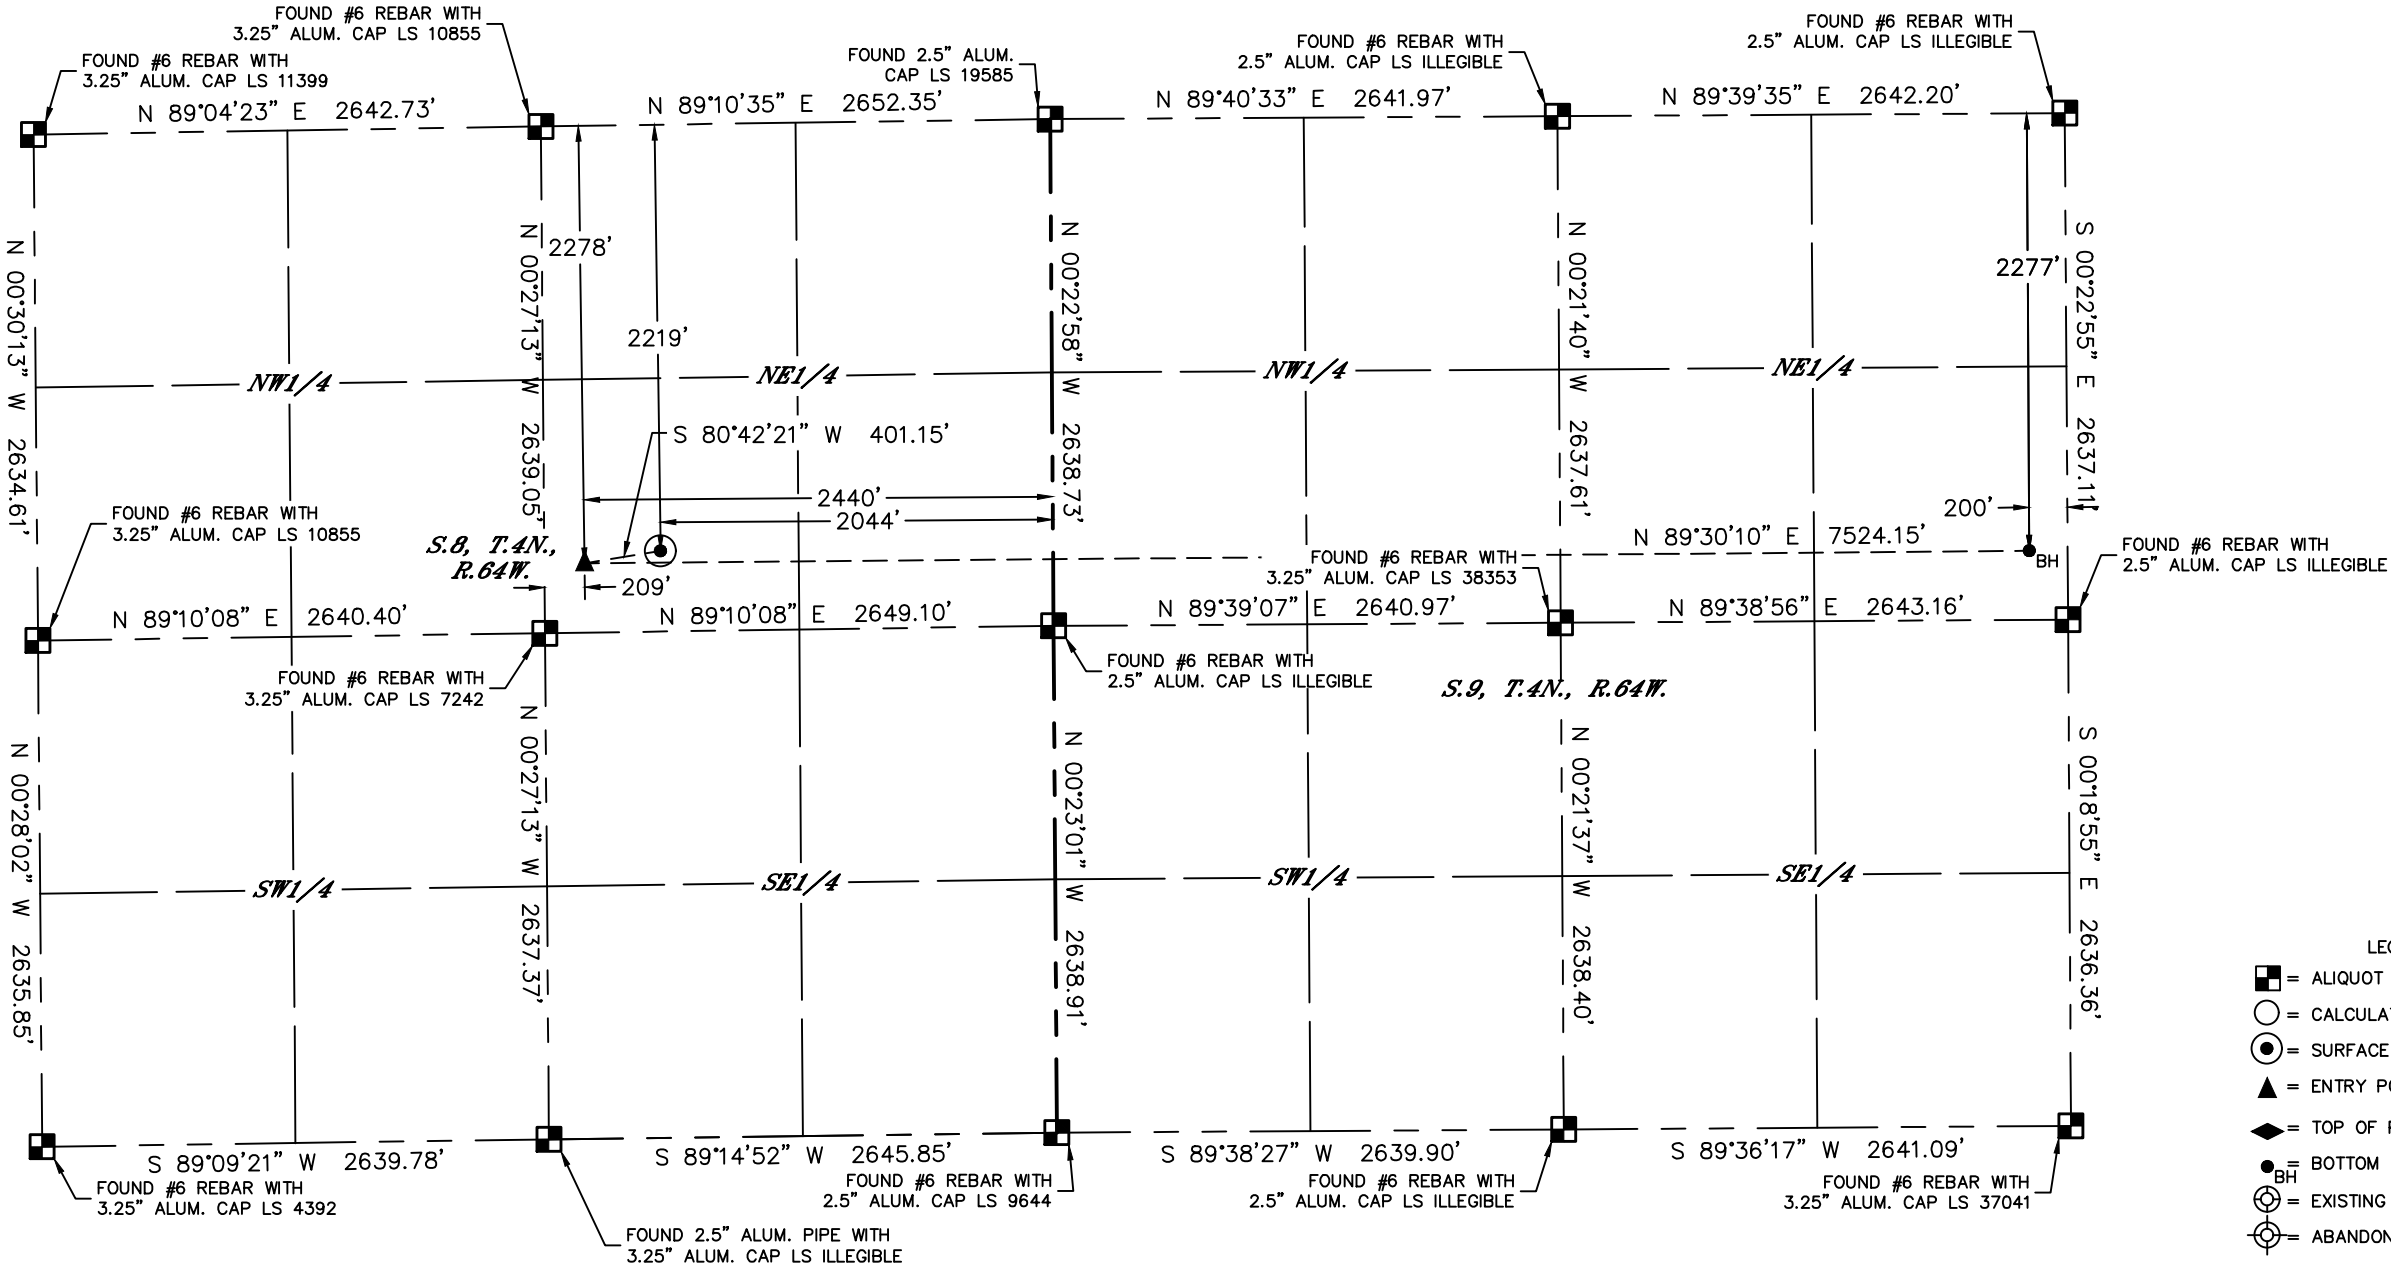 FOUND #6 REBAR WITH
3.25" ALUM. CAP LS 10855
FOUND #6 REBAR WITH
3.25" ALUM. CAP LS 11399
FOUND 2.5" ALUM.
CAP LS 19585
FOUND #6 REBAR WITH
2.5" ALUM. CAP LS ILLEGIBLE
FOUND #6 REBAR WITH
2.5" ALUM. CAP LS ILLEGIBLE
N 89°04'23" E 2642.73'
N 89°10'35" E 2652.35'
N 89°40'33" E 2641.97'
N 89°39'35" E 2642.20'
N 00°30'13" W 2634.61'
N 00°27'13" W 2639.05'
2278'
2219'
N 00°22'58" W 2638.73'
N 00°21'40" W 2637.61'
2277'
S 00°22'55" E 2637.11'
NW1/4
NE1/4
NW1/4
NE1/4
S 80°42'21" W 401.15'
2440'
2044'
200'
FOUND #6 REBAR WITH
3.25" ALUM. CAP LS 10855
S.8, T.4N.,
R.64W.
209'
N 89°30'10" E 7524.15'
BH
FOUND #6 REBAR WITH
3.25" ALUM. CAP LS 38353
FOUND #6 REBAR WITH
2.5" ALUM. CAP LS ILLEGIBLE
N 89°10'08" E 2640.40'
N 89°10'08" E 2649.10'
N 89°39'07" E 2640.97'
N 89°38'56" E 2643.16'
FOUND #6 REBAR WITH
3.25" ALUM. CAP LS 7242
FOUND #6 REBAR WITH
2.5" ALUM. CAP LS ILLEGIBLE
S.9, T.4N., R.64W.
N 00°28'02" W 2635.85'
N 00°27'13" W 2637.37'
N 00°23'01" W 2638.91'
N 00°21'37" W 2638.40'
S 00°18'55" E 2636.36'
SW1/4
SE1/4
SW1/4
SE1/4
S 89°09'21" W 2639.78'
S 89°14'52" W 2645.85'
S 89°38'27" W 2639.90'
S 89°36'17" W 2641.09'
FOUND #6 REBAR WITH
3.25" ALUM. CAP LS 4392
FOUND 2.5" ALUM. PIPE WITH
3.25" ALUM. CAP LS ILLEGIBLE
FOUND #6 REBAR WITH
2.5" ALUM. CAP LS 9644
FOUND #6 REBAR WITH
2.5" ALUM. CAP LS ILLEGIBLE
FOUND #6 REBAR WITH
3.25" ALUM. CAP LS 37041
= ALIQUOT
=
= SURFACE
= ENTRY
= TOP OF
BH = BOTTOM
= EXISTING
=